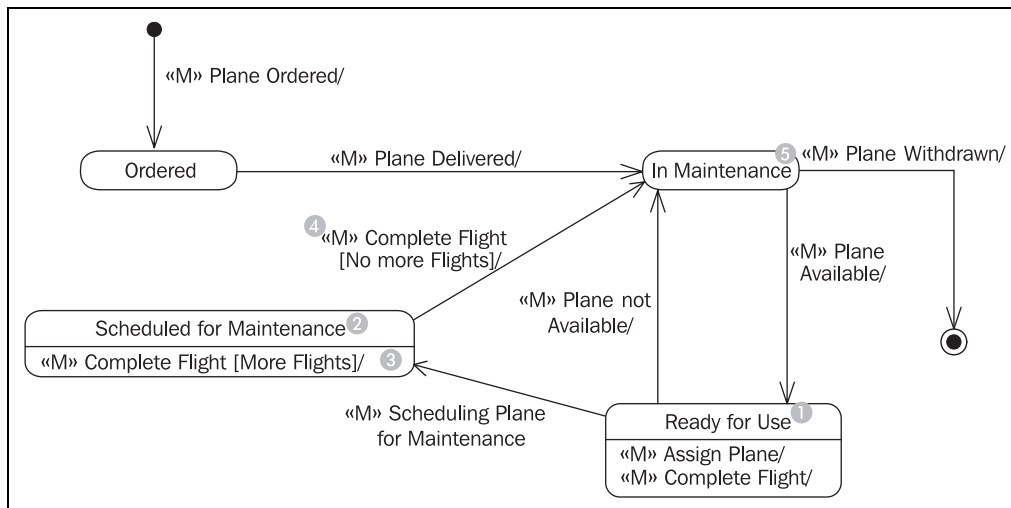 «M» Plane Ordered/
Ordered
«M» Plane Delivered/
In Maintenance 5
«M» Plane Withdrawn/
4
«M» Complete Flight
[No more Flights]/
«M» Plane
Available/
«M» Plane not
Available/
Scheduled for Maintenance 2
«M» Complete Flight [More Flights]/ 3
«M» Scheduling Plane
for Maintenance
Ready for Use 1
«M» Assign Plane/
«M» Complete Flight/